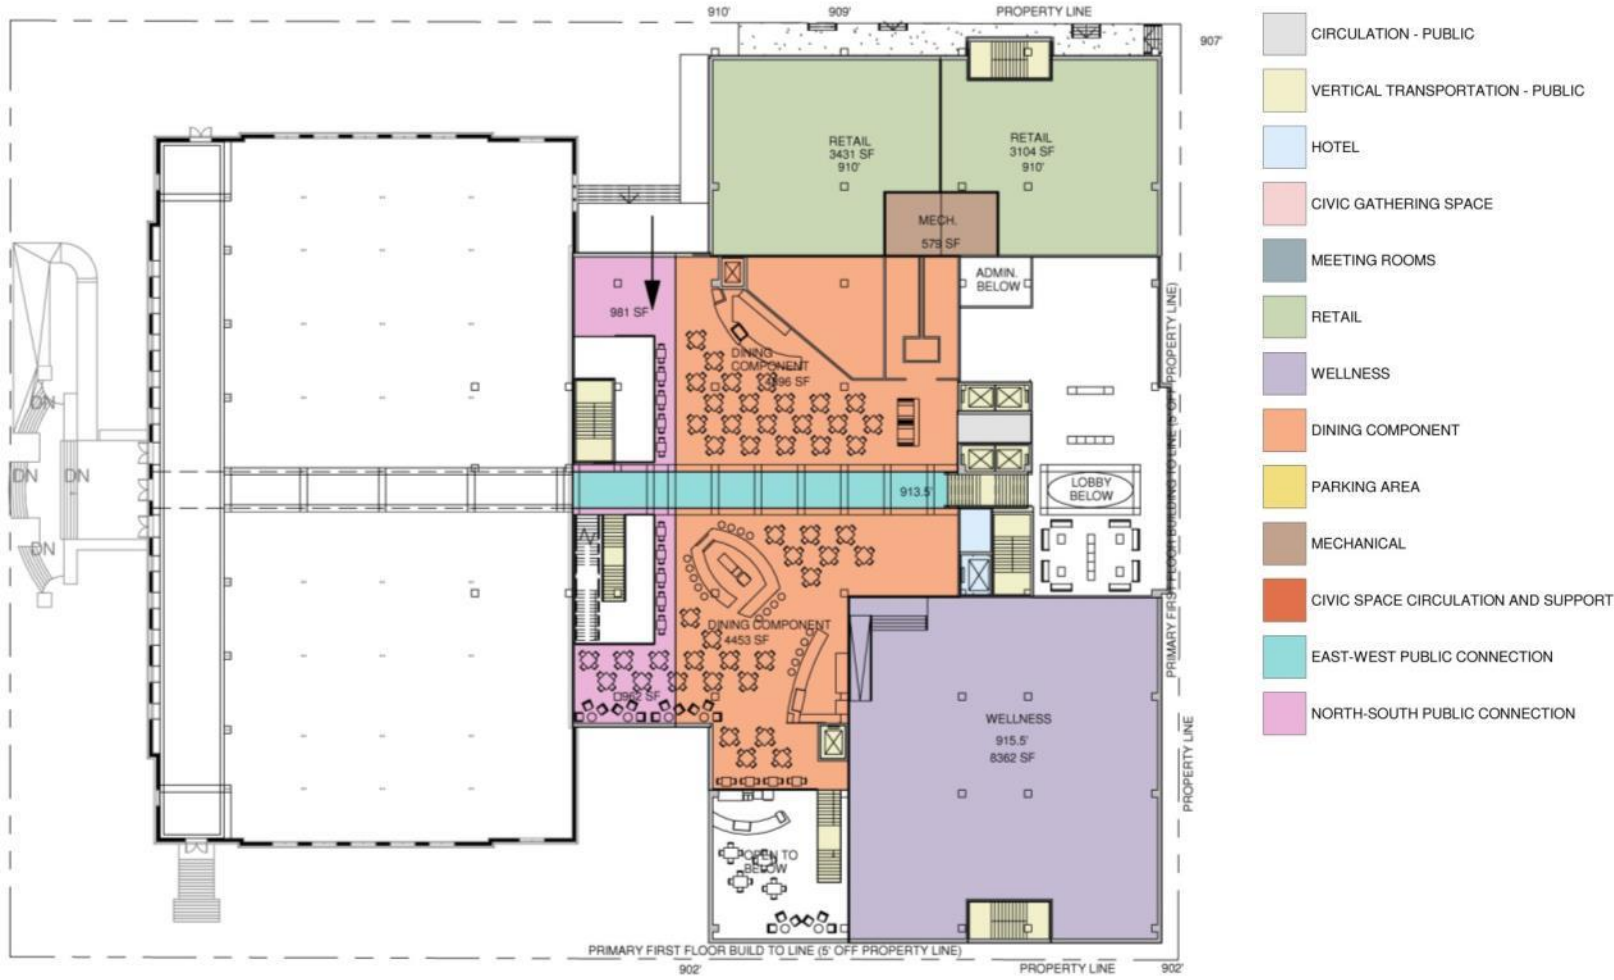 910'
909'
PROPERTY LINE
907'
RETAIL
3431 SF
910'
RETAIL
3104 SF
910'
MECH.
579 SF
981 SF
ADMIN.
BELOW
DINING
COMPONENT
SF
DN
DN
DN
DN
913.5'
LOBBY
BELOW
DINING COMPONENT
4453 SF
SF
WELLNESS
915.5'
8362 SF
OPEN TO
BELOW
PRIMARY FIRST FLOOR BUILDING TO LINE (5' OFF PROPERTY LINE)
PROPERTY LINE
PRIMARY FIRST FLOOR BUILD TO LINE (5' OFF PROPERTY LINE)
902'
PROPERTY LINE
902'
CIRCULATION - PUBLIC
VERTICAL TRANSPORTATION - PUBLIC
HOTEL
CIVIC GATHERING SPACE
MEETING ROOMS
RETAIL
WELLNESS
DINING COMPONENT
PARKING AREA
MECHANICAL
CIVIC SPACE CIRCULATION AND SUPPORT
EAST-WEST PUBLIC CONNECTION
NORTH-SOUTH PUBLIC CONNECTION